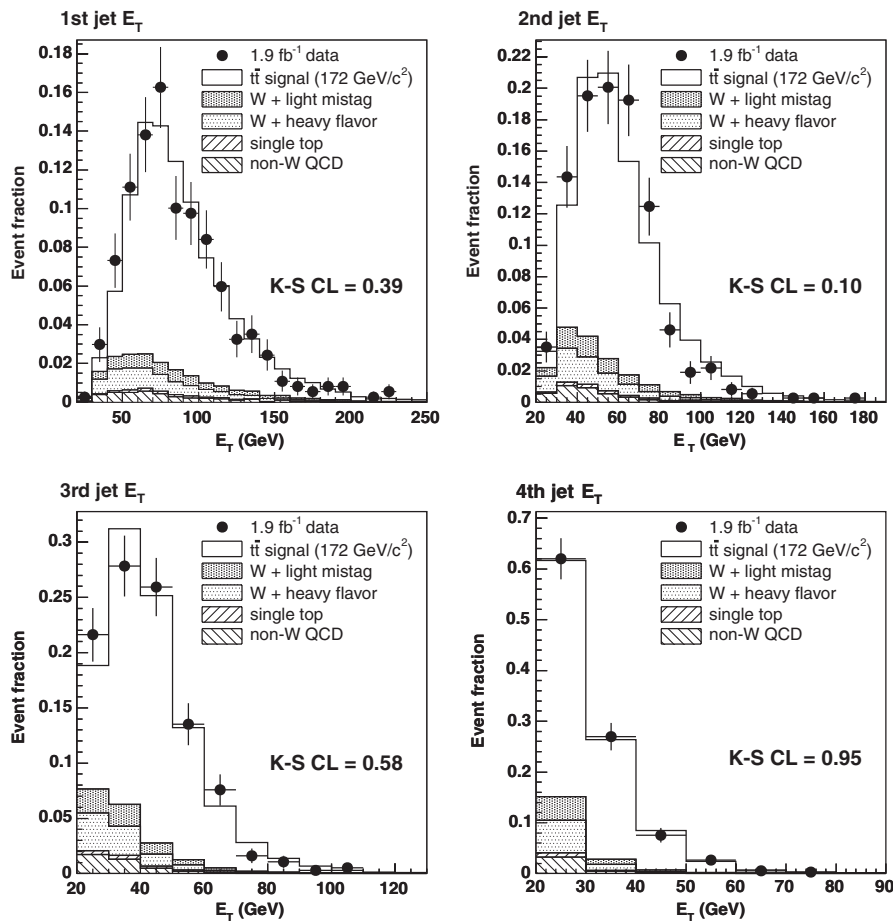 1st jet E_T
0.18
0.16
0.14
0.12
0.1
0.08
0.06
0.04
0.02
0
Event fraction
1.9 fb⁻¹ data
tt̄ signal (172 GeV/c²)
W + light mistag
W + heavy flavor
single top
non-W QCD
K-S CL = 0.39
50 100 150 200 250
E_T (GeV)
2nd jet E_T
0.22
0.2
0.18
0.16
0.14
0.12
0.1
0.08
0.06
0.04
0.02
0
Event fraction
1.9 fb⁻¹ data
tt̄ signal (172 GeV/c²)
W + light mistag
W + heavy flavor
single top
non-W QCD
K-S CL = 0.10
20 40 60 80 100 120 140 160 180
E_T (GeV)
3rd jet E_T
0.3
0.25
0.2
0.15
0.1
0.05
0
Event fraction
1.9 fb⁻¹ data
tt̄ signal (172 GeV/c²)
W + light mistag
W + heavy flavor
single top
non-W QCD
K-S CL = 0.58
20 40 60 80 100 120
E_T (GeV)
4th jet E_T
0.7
0.6
0.5
0.4
0.3
0.2
0.1
0
Event fraction
1.9 fb⁻¹ data
tt̄ signal (172 GeV/c²)
W + light mistag
W + heavy flavor
single top
non-W QCD
K-S CL = 0.95
20 30 40 50 60 70 80 90
E_T (GeV)